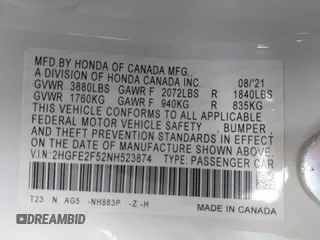 MFD. BY HONDA OF CANADA MFG.,
A DIVISION OF HONDA CANADA INC. 08/'21
GVWR 3880LBS GAWR F 2072LBS R 1840LBS
GVWR 1760KG GAWR F 940KG R 835KG
THIS VEHICLE CONFORMS TO ALL APPLICABLE
FEDERAL MOTOR VEHICLE SAFETY, BUMPER
AND THEFT PREVENTION STANDARDS IN EFFECT
ON THE DATE OF MANUFACTURE SHOWN ABOVE.
V.I.N: 2HGFE2F52NH523874 TYPE: PASSENGER CAR
T23 N AG5 -NH883P -Z -H
MADE IN CANADA
DEALERSHIP
AUCTIONS